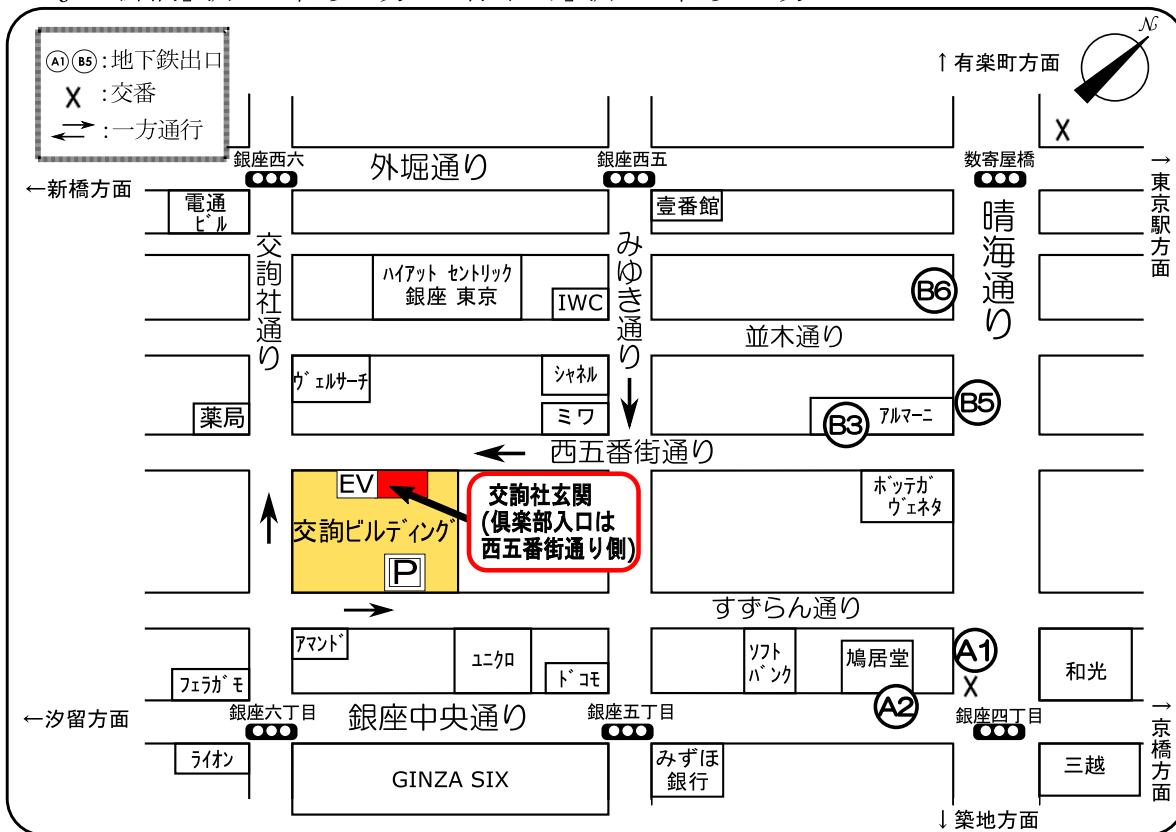 A1 B5 :地下鉄出口
X :交番
:一方通行
N
↑有楽町方面
X
銀座西六
外堀通り
銀座西五
数寄屋橋
←新橋方面
→東京駅方面
電通
ビル
壹番館
交詢社通り
みゆき通り
晴海通り
ハイアット セントリック
銀座 東京
IWC
B6
並木通り
ヴェルサーチ
シャネル
薬局
ミワ
B3
アルマーニ
B5
西五番街通り
EV
交詢社玄関
(倶楽部入口は
西五番街通り側)
交詢ビルディング
P
ボッテガ
ヴェネタ
すずらん通り
アマンド
ユニクロ
ドコモ
ソフト
バンク
鳩居堂
A1
X
和光
フェラガモ
A2
←汐留方面
銀座六丁目
銀座中央通り
銀座五丁目
銀座四丁目
→京橋方面
ライオン
GINZA SIX
みずほ
銀行
三越
↓築地方面